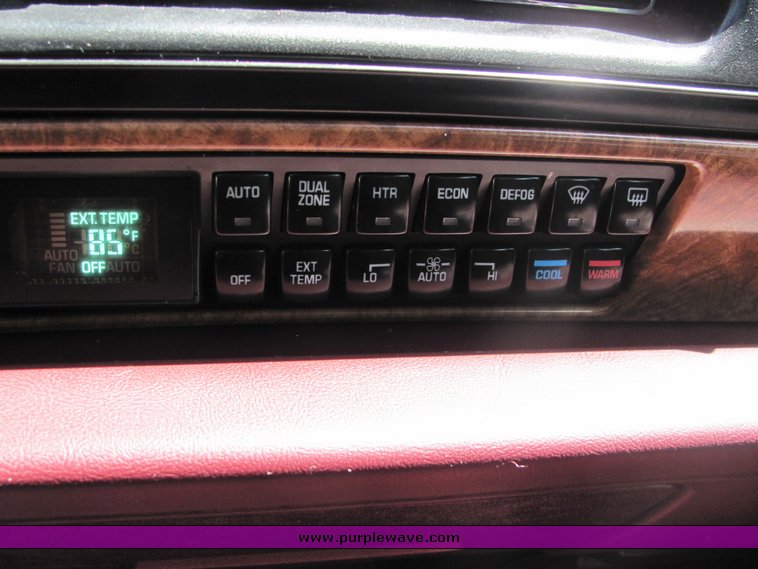 EXT. TEMP
85°F
AUTO
FAN OFF AUTO
AUTO
DUAL ZONE
HTR
ECON
DEFOG
OFF
EXT TEMP
LO
AUTO
HI
COOL
WARM
www.purplewave.com